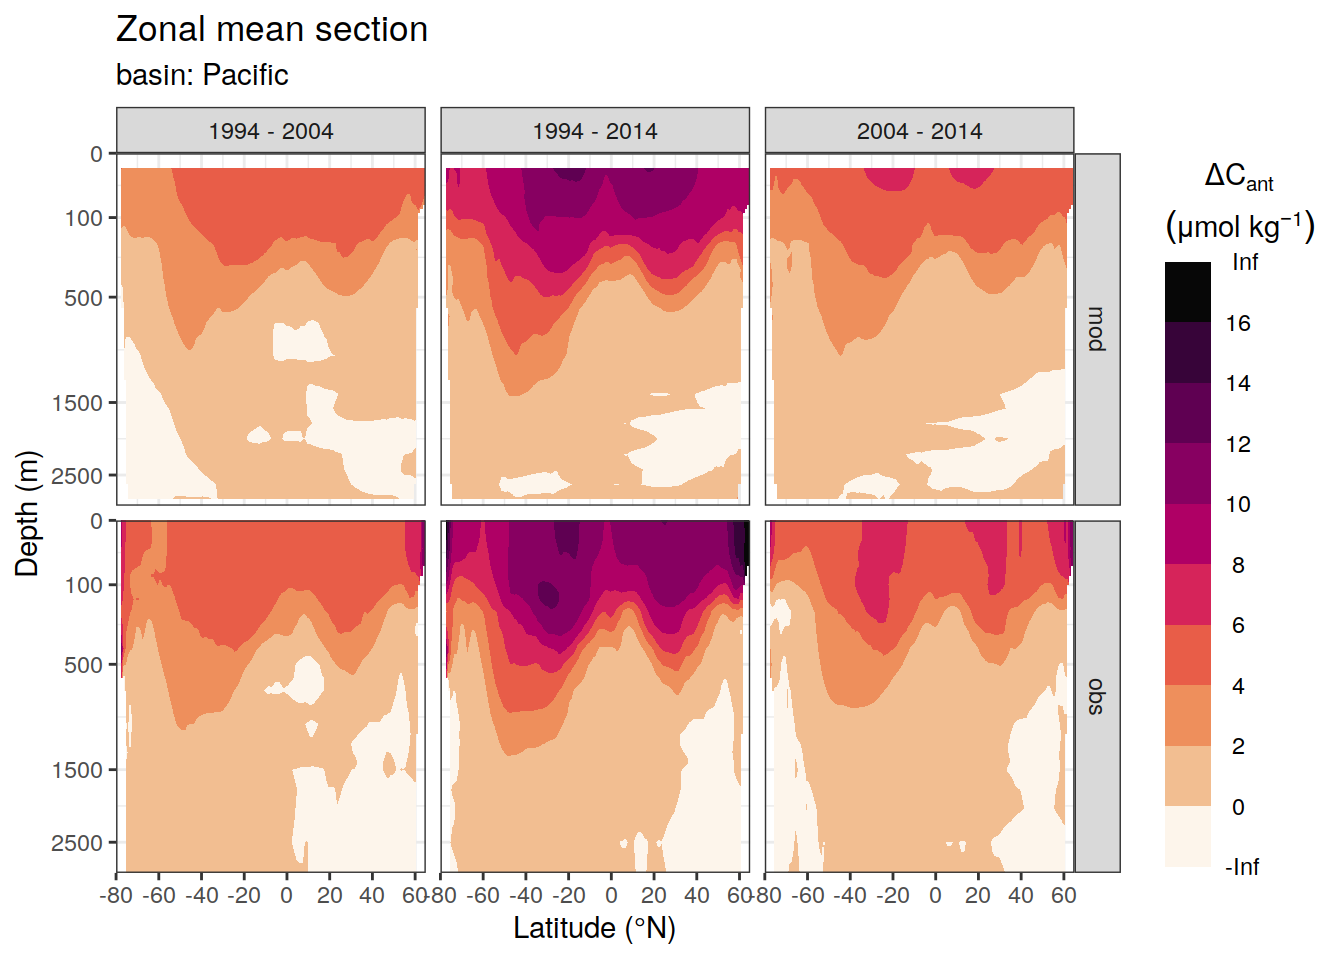 Zonal mean section
basin: Pacific
1994 - 2004
1994 - 2014
2004 - 2014
mod
obs
Depth (m)
0
100
500
1500
2500
0
100
500
1500
2500
-80 -60 -40 -20 0 20 40 60
-80 -60 -40 -20 0 20 40 60
-80 -60 -40 -20 0 20 40 60
Latitude (°N)
ΔCant
(μmol kg⁻¹)
Inf
16
14
12
10
8
6
4
2
0
-Inf